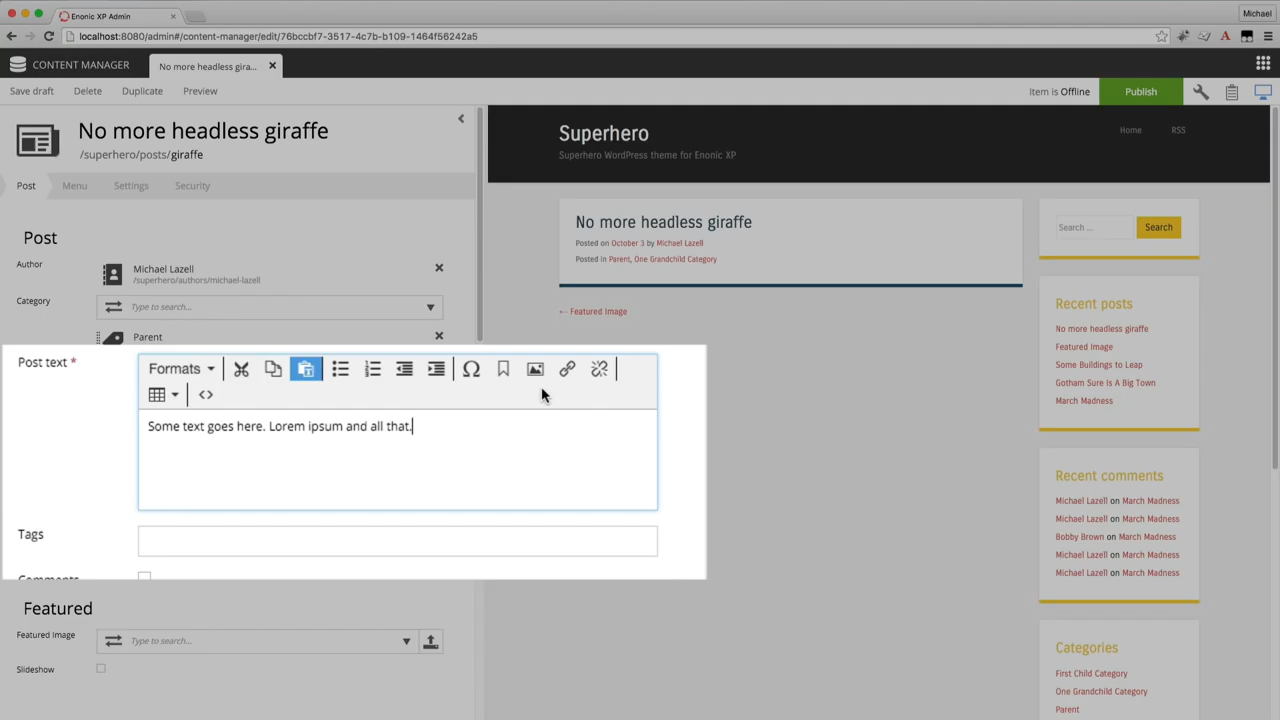 Enonic XP Admin
Michael
localhost:8080/admin#/content-manager/edit/76bccbf7-3517-4c7b-b109-1464f56242a5
CONTENT MANAGER
No more headless gira...
Save draft Delete Duplicate Preview
Item is Offline
Publish
No more headless giraffe
/superhero/posts/giraffe
Post Menu Settings Security
Post
Author
Michael Lazell
/superhero/authors/michael-lazell
Category
Type to search...
Parent
Post text *
Formats
Some text goes here. Lorem ipsum and all that.
Tags
Comments
Featured
Featured Image
Type to search...
Slideshow
Superhero
Superhero WordPress theme for Enonic XP
Home RSS
No more headless giraffe
Posted on October 3 by Michael Lazell
Posted in Parent, One Grandchild Category
← Featured Image
Search ...
Search
Recent posts
No more headless giraffe
Featured Image
Some Buildings to Leap
Gotham Sure Is A Big Town
March Madness
Recent comments
Michael Lazell on March Madness
Michael Lazell on March Madness
Bobby Brown on March Madness
Michael Lazell on March Madness
Michael Lazell on March Madness
Categories
First Child Category
One Grandchild Category
Parent